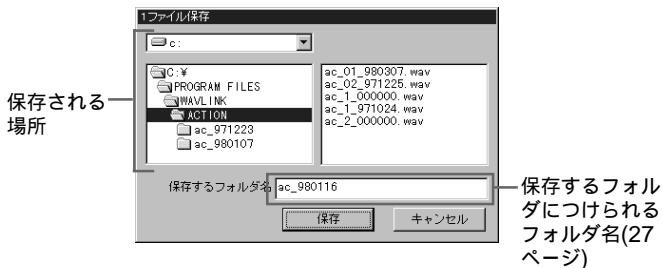 1ファイル保存
c:
C:¥
PROGRAM FILES
WAVLINK
ACTION
ac_971223
ac_980107
ac_01_980307.wav
ac_02_971225.wav
ac_1_000000.wav
ac_1_971024.wav
ac_2_000000.wav
保存される
場所
保存するフォルダ名
ac_980116
保存
キャンセル
保存するフォル
ダにつけられる
フォルダ名(27
ページ)